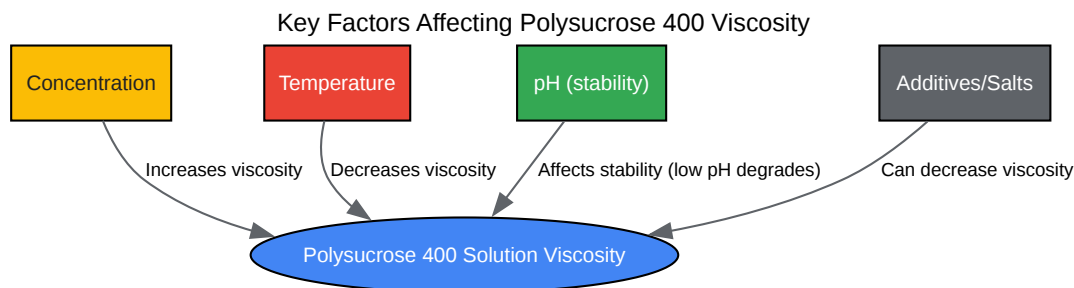 Key Factors Affecting Polysucrose 400 Viscosity
Concentration
Temperature
pH (stability)
Additives/Salts
Increases viscosity
Decreases viscosity
Affects stability (low pH degrades)
Can decrease viscosity
Polysucrose 400 Solution Viscosity